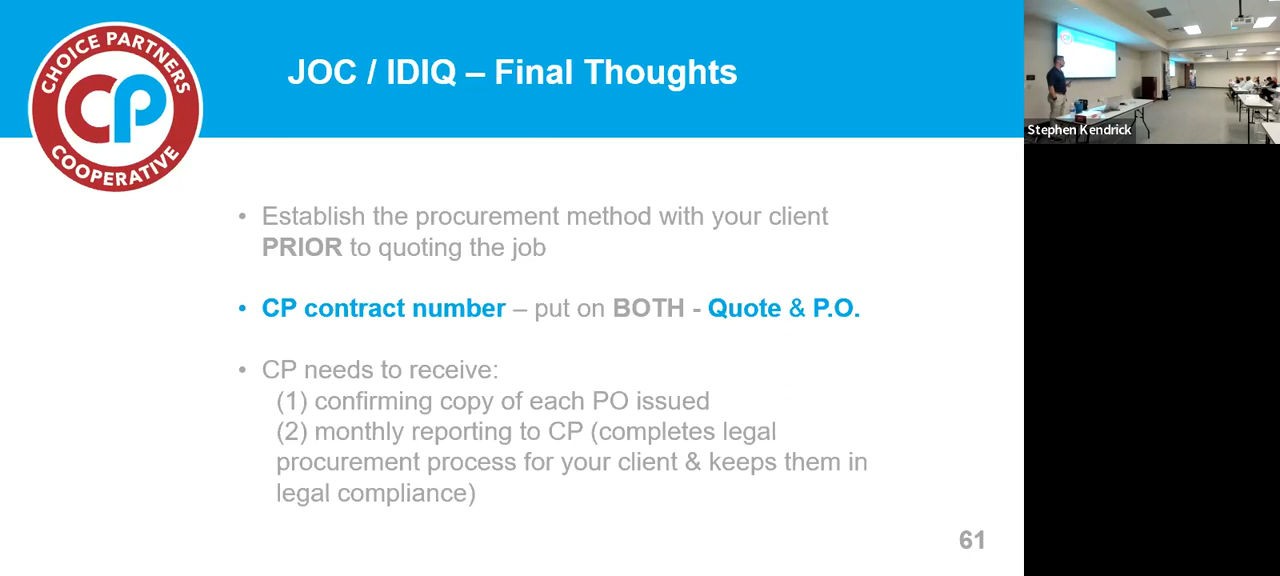 CHOICE PARTNERS
CP
COOPERATIVE
JOC / IDIQ – Final Thoughts
Stephen Kendrick
• Establish the procurement method with your client
PRIOR to quoting the job
• CP contract number – put on BOTH - Quote & P.O.
• CP needs to receive:
(1) confirming copy of each PO issued
(2) monthly reporting to CP (completes legal
procurement process for your client & keeps them in
legal compliance)
61